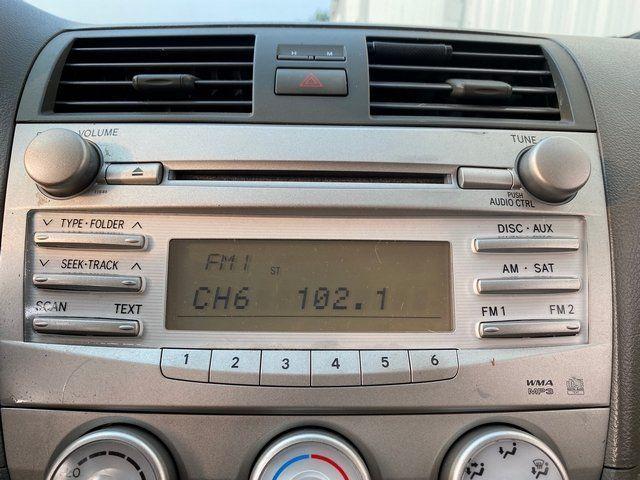 H M
VOLUME
TUNE
PUSH
AUDIO CTRL
∨ TYPE·FOLDER ∧
DISC·AUX
FM1
ST
∨ SEEK·TRACK ∧
AM·SAT
CH6 102.1
SCAN TEXT
FM1 FM2
1 2 3 4 5 6
WMA
MP3